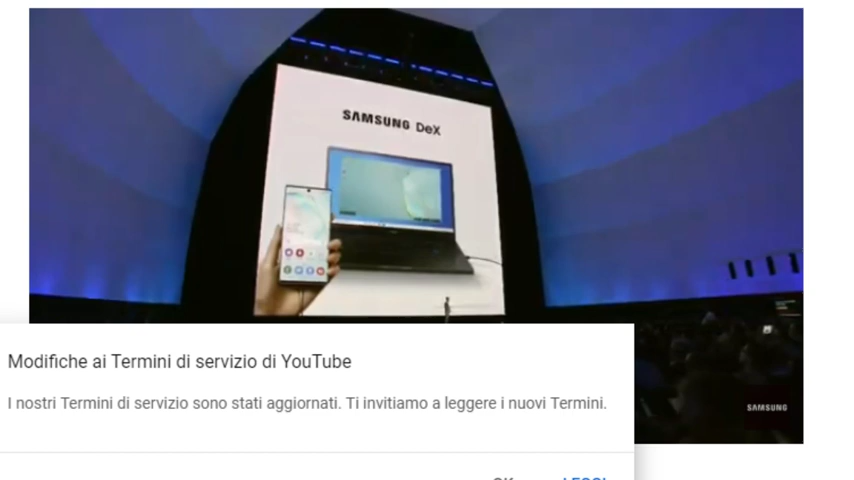 SAMSUNG DeX
SAMSUNG
Modifiche ai Termini di servizio di YouTube
I nostri Termini di servizio sono stati aggiornati. Ti invitiamo a leggere i nuovi Termini.